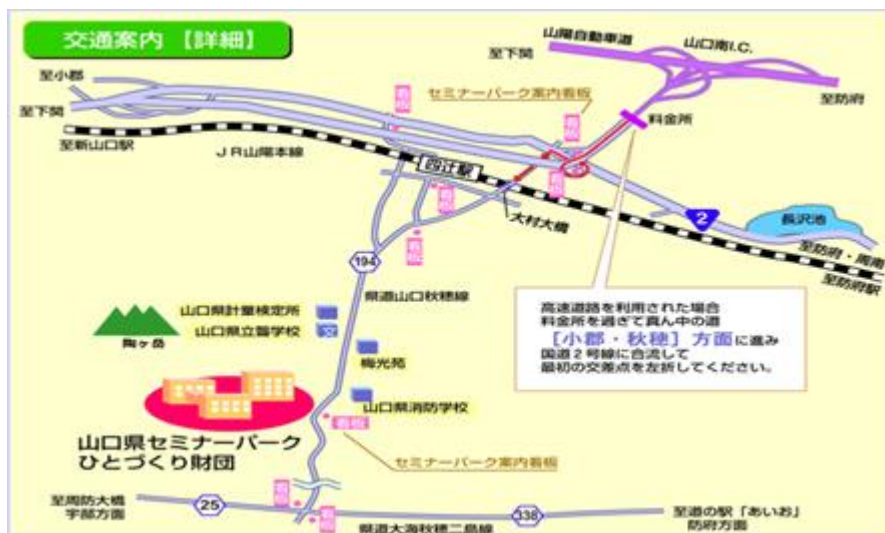 交通案内 【詳細】
山陽自動車道
山口南I.C.
至下関
至防府
至小郡
至下関
看板
セミナーパーク案内看板
看板
料金所
至新山口駅
JR山陽本線
四辻駅
看板
看板
大村大橋
2
長沢池
至防府・周南
至防府駅
看板
194
県道山口秋穂線
高速道路を利用された場合
料金所を過ぎて真ん中の道
[小郡・秋穂] 方面に進み
国道2号線に合流して
最初の交差点を左折してください。
山口県計量検定所
山口県立聾学校
文
陶ヶ岳
梅光苑
山口県消防学校
看板
山口県セミナーパーク
ひとづくり財団
セミナーパーク案内看板
至周防大橋
宇部方面
25
看板
看板
県道大海秋穂二島線
338
至道の駅「あいお」
防府方面